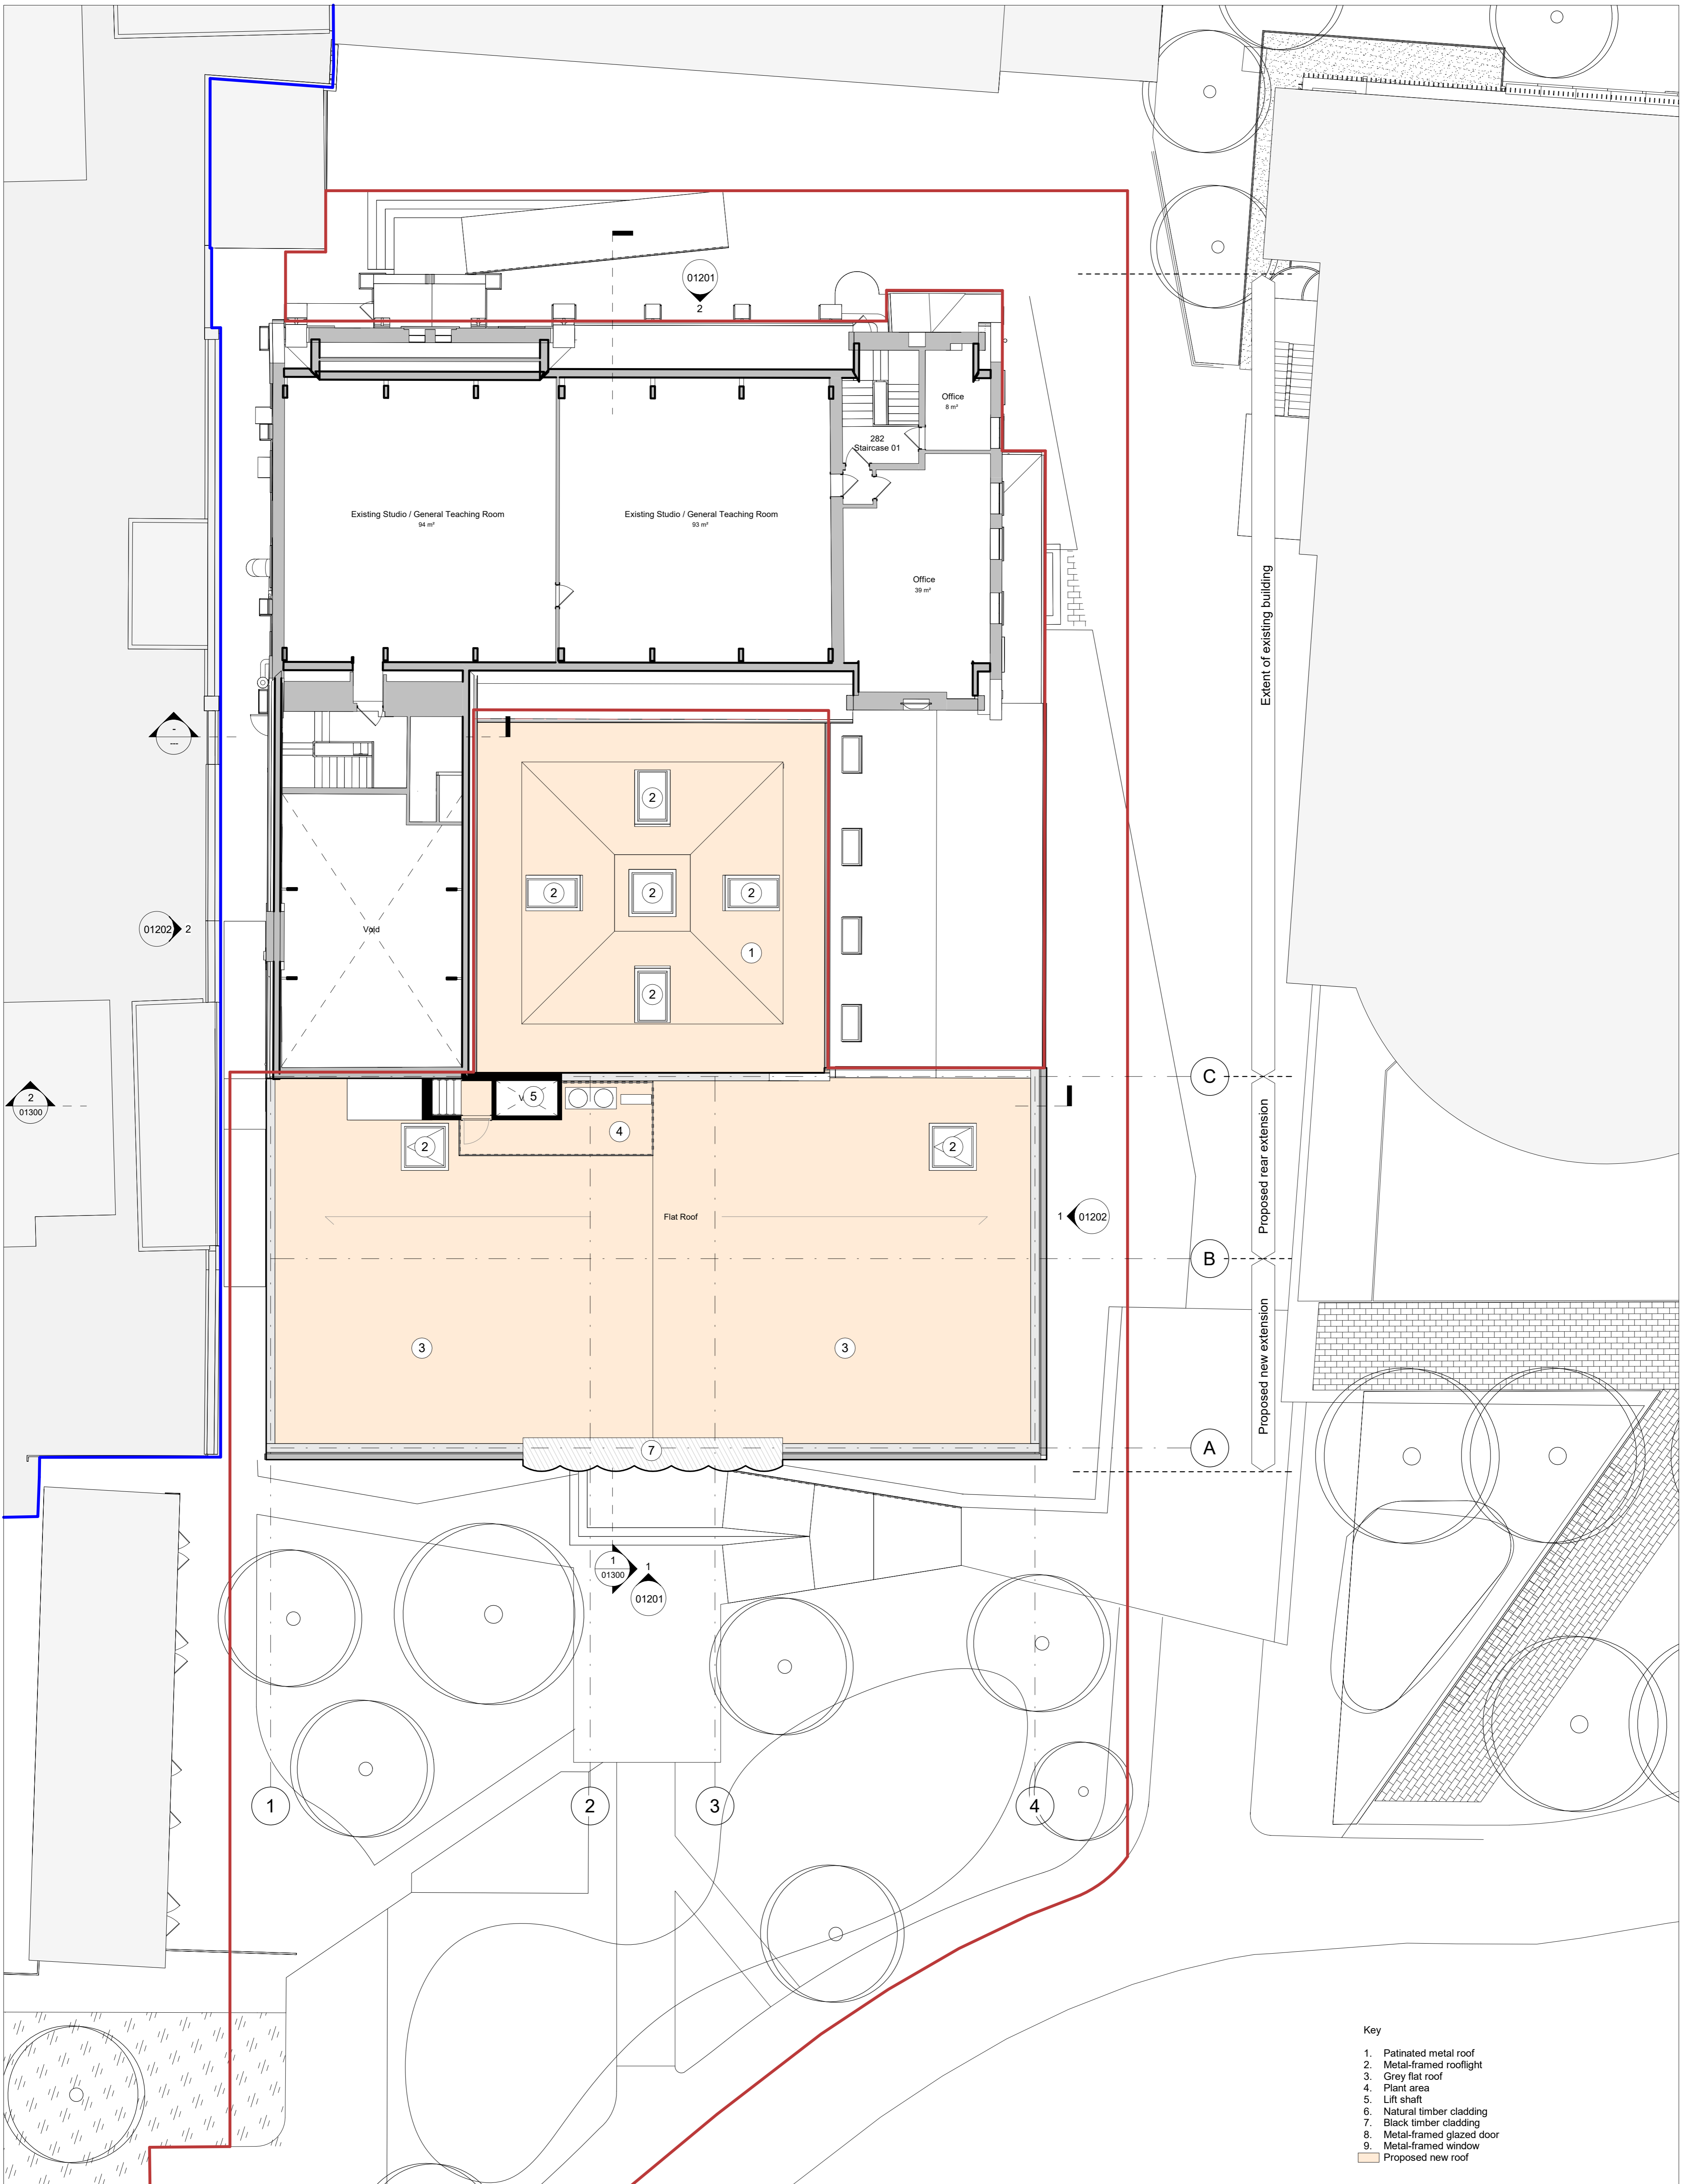 01201
2
Office
8 m²
282
Staircase 01
Existing Studio / General Teaching Room
94 m²
Existing Studio / General Teaching Room
93 m²
Office
39 m²
Extent of existing building
-
---
2
2
2
2
2
1
01202
2
Void
C
2
01300
5
4
2
2
Flat Roof
1
01202
Proposed rear extension
B
3
3
Proposed new extension
A
7
1
01300
1
01201
1
2
3
4
Key
1. Patinated metal roof
2. Metal-framed rooflight
3. Grey flat roof
4. Plant area
5. Lift shaft
6. Natural timber cladding
7. Black timber cladding
8. Metal-framed glazed door
9. Metal-framed window
Proposed new roof